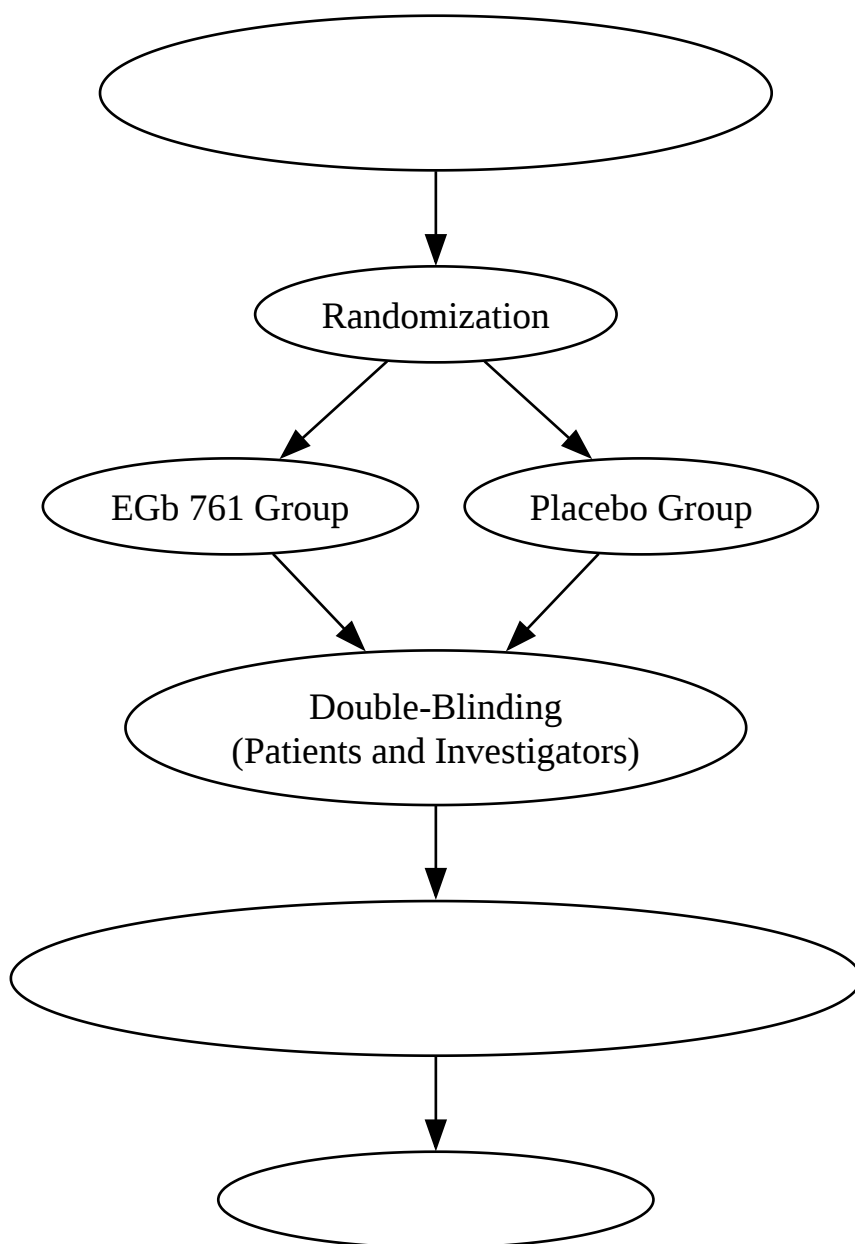 Randomization
EGb 761 Group
Placebo Group
Double-Blinding
(Patients and Investigators)